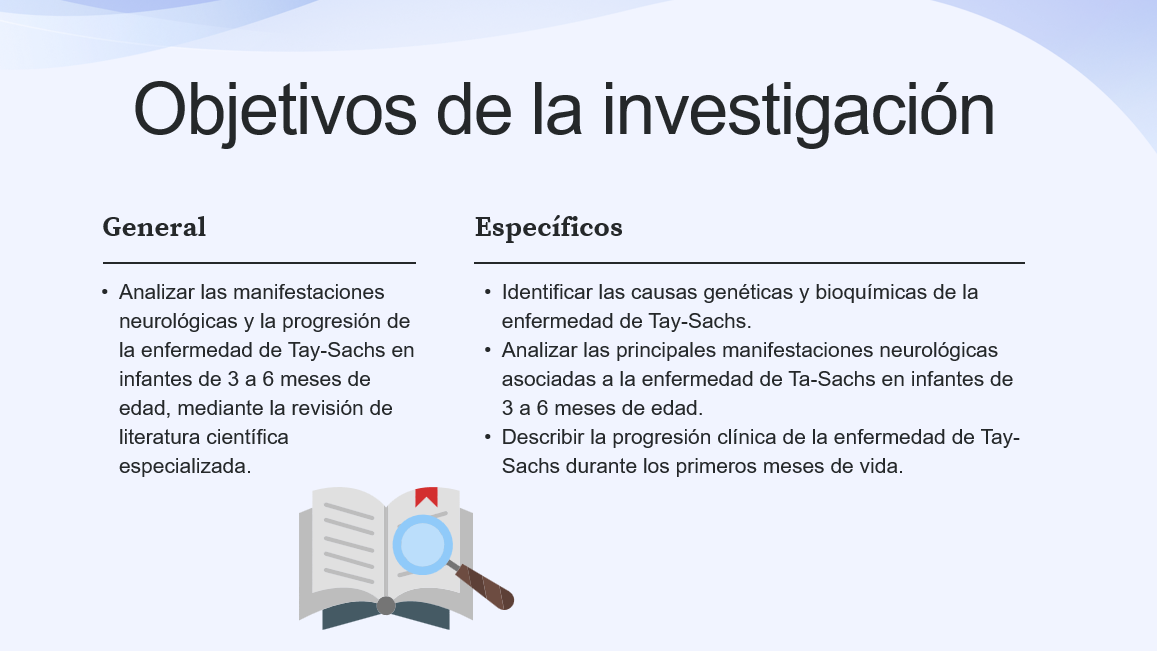 Objetivos de la investigación
General
• Analizar las manifestaciones
neurológicas y la progresión de
la enfermedad de Tay-Sachs en
infantes de 3 a 6 meses de
edad, mediante la revisión de
literatura científica
especializada.
Específicos
• Identificar las causas genéticas y bioquímicas de la
enfermedad de Tay-Sachs.
• Analizar las principales manifestaciones neurológicas
asociadas a la enfermedad de Ta-Sachs en infantes de
3 a 6 meses de edad.
• Describir la progresión clínica de la enfermedad de Tay-
Sachs durante los primeros meses de vida.